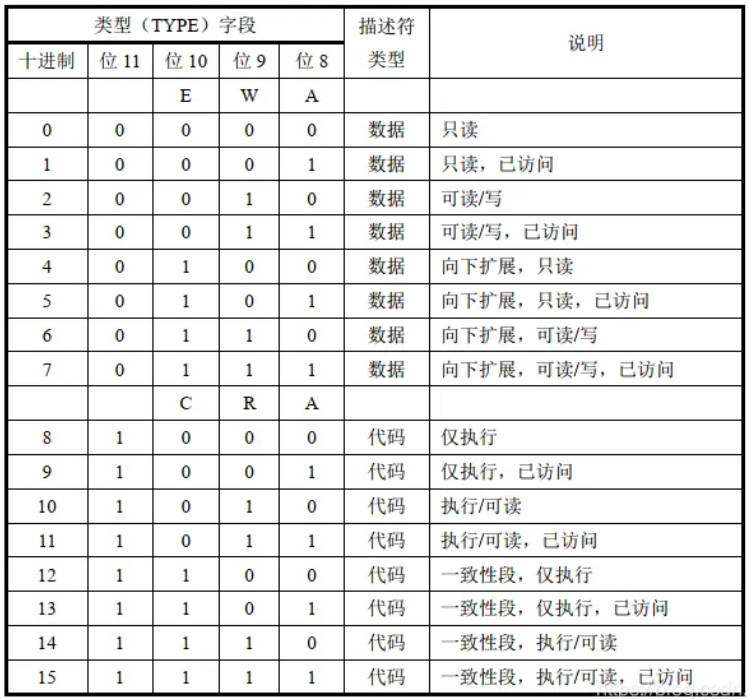 类型（TYPE）字段 描述符类型 说明
十进制 位 11 位 10 位 9 位 8
E W A
0 0 0 0 0 数据 只读
1 0 0 0 1 数据 只读，已访问
2 0 0 1 0 数据 可读/写
3 0 0 1 1 数据 可读/写，已访问
4 0 1 0 0 数据 向下扩展，只读
5 0 1 0 1 数据 向下扩展，只读，已访问
6 0 1 1 0 数据 向下扩展，可读/写
7 0 1 1 1 数据 向下扩展，可读/写，已访问
C R A
8 1 0 0 0 代码 仅执行
9 1 0 0 1 代码 仅执行，已访问
10 1 0 1 0 代码 执行/可读
11 1 0 1 1 代码 执行/可读，已访问
12 1 1 0 0 代码 一致性段，仅执行
13 1 1 0 1 代码 一致性段，仅执行，已访问
14 1 1 1 0 代码 一致性段，执行/可读
15 1 1 1 1 代码 一致性段，执行/可读，已访问